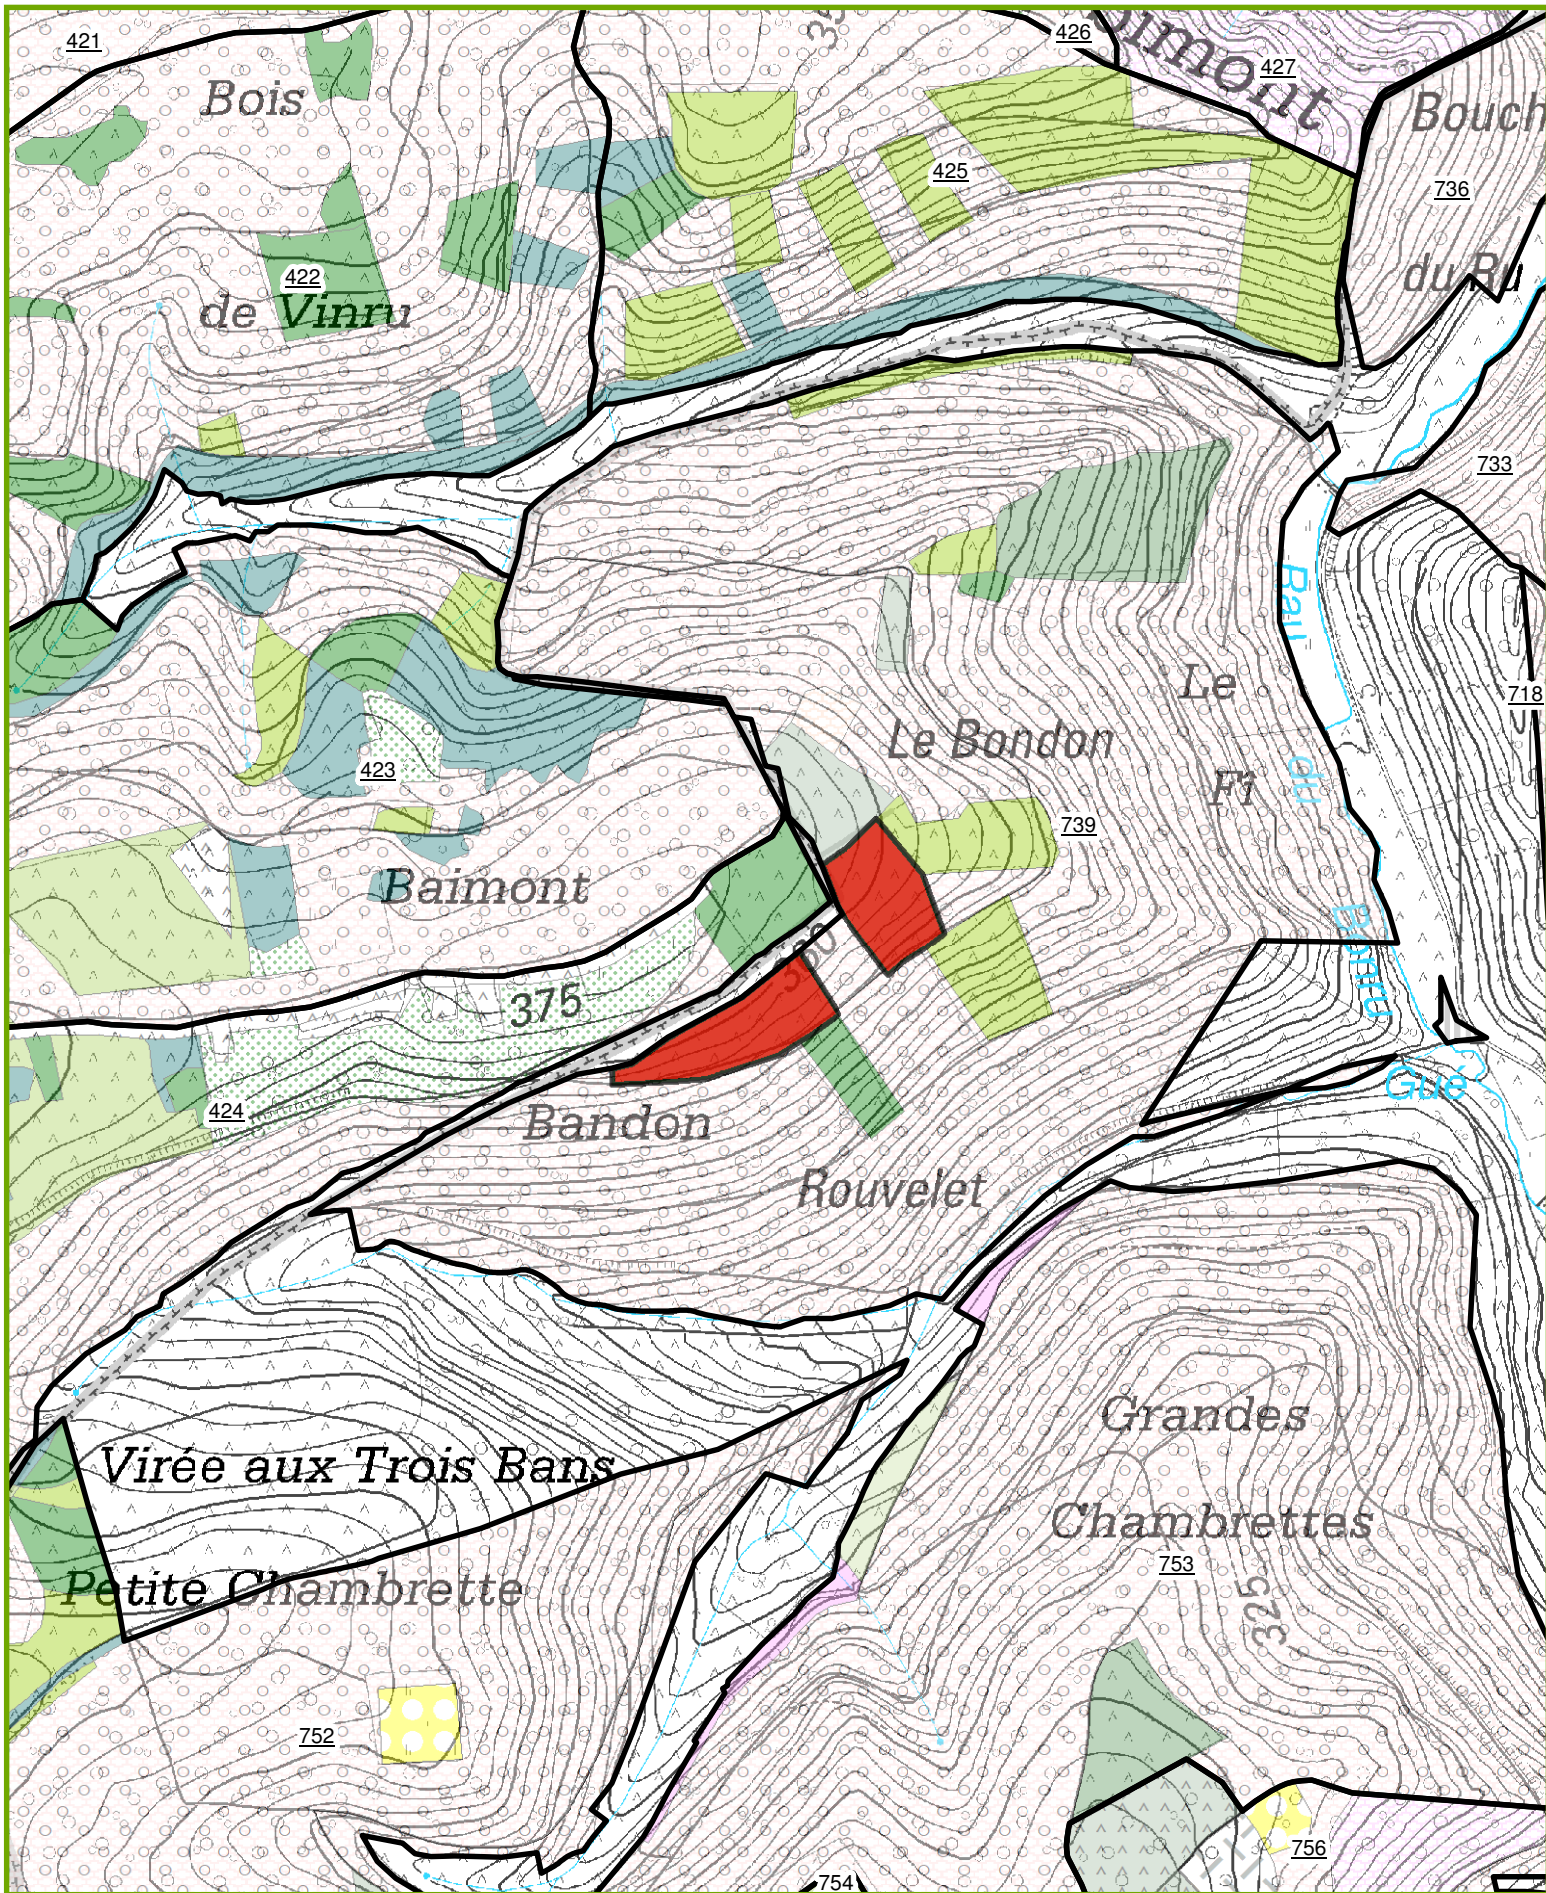 421
426
427
Bois
Bouch
425
736
422
de Vinru
du Ru
733
Rau
Le
718
Le Bondon
423
Fî
du
739
Baimont
Bonru
375
Gué
424
Bandon
Rouvelet
Grandes
Virée aux Trois Bans
Chambrettes
753
Petite Chambrette
325
752
756
754